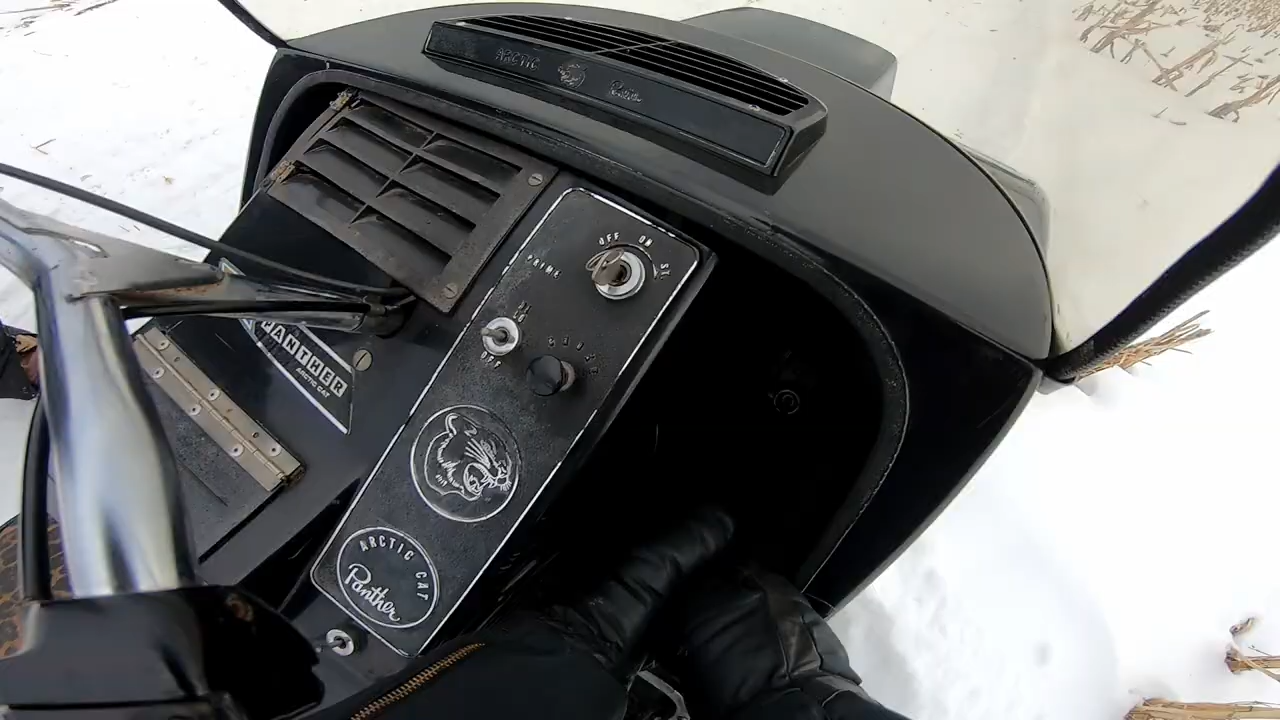 ARCTIC Cat
OFF ON ST.
PRIME
OFF
CHOKE
PANTHER
ARCTIC CAT
ARCTIC CAT
Panther